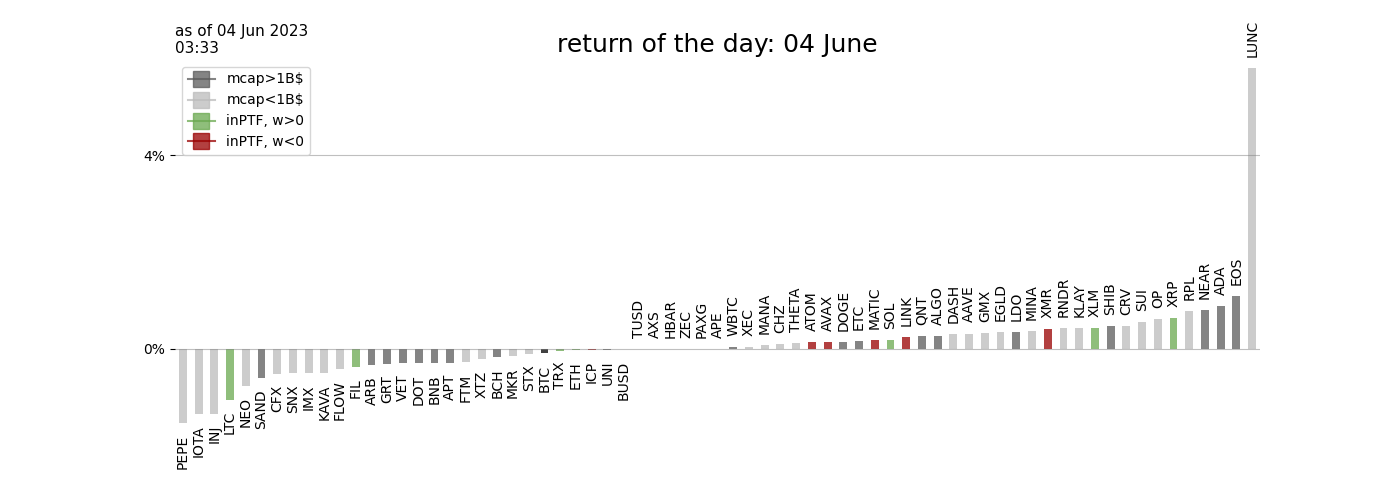 as of 04 Jun 2023
03:33
return of the day: 04 June
mcap>1B$
mcap<1B$
inPTF, w>0
inPTF, w<0
4%
0%
PEPE
IOTA
INJ
LTC
NEO
SAND
CFX
SNX
IMX
KAVA
FLOW
FIL
ARB
GRT
VET
DOT
BNB
APT
FTM
XTZ
BCH
MKR
STX
BTC
TRX
ETH
ICP
UNI
BUSD
TUSD
AXS
HBAR
ZEC
PAXG
APE
WBTC
XEC
MANA
CHZ
THETA
ATOM
AVAX
DOGE
ETC
MATIC
SOL
LINK
QNT
ALGO
DASH
AAVE
GMX
EGLD
LDO
MINA
XMR
RNDR
KLAY
XLM
SHIB
CRV
SUI
OP
XRP
RPL
NEAR
ADA
EOS
LUNC